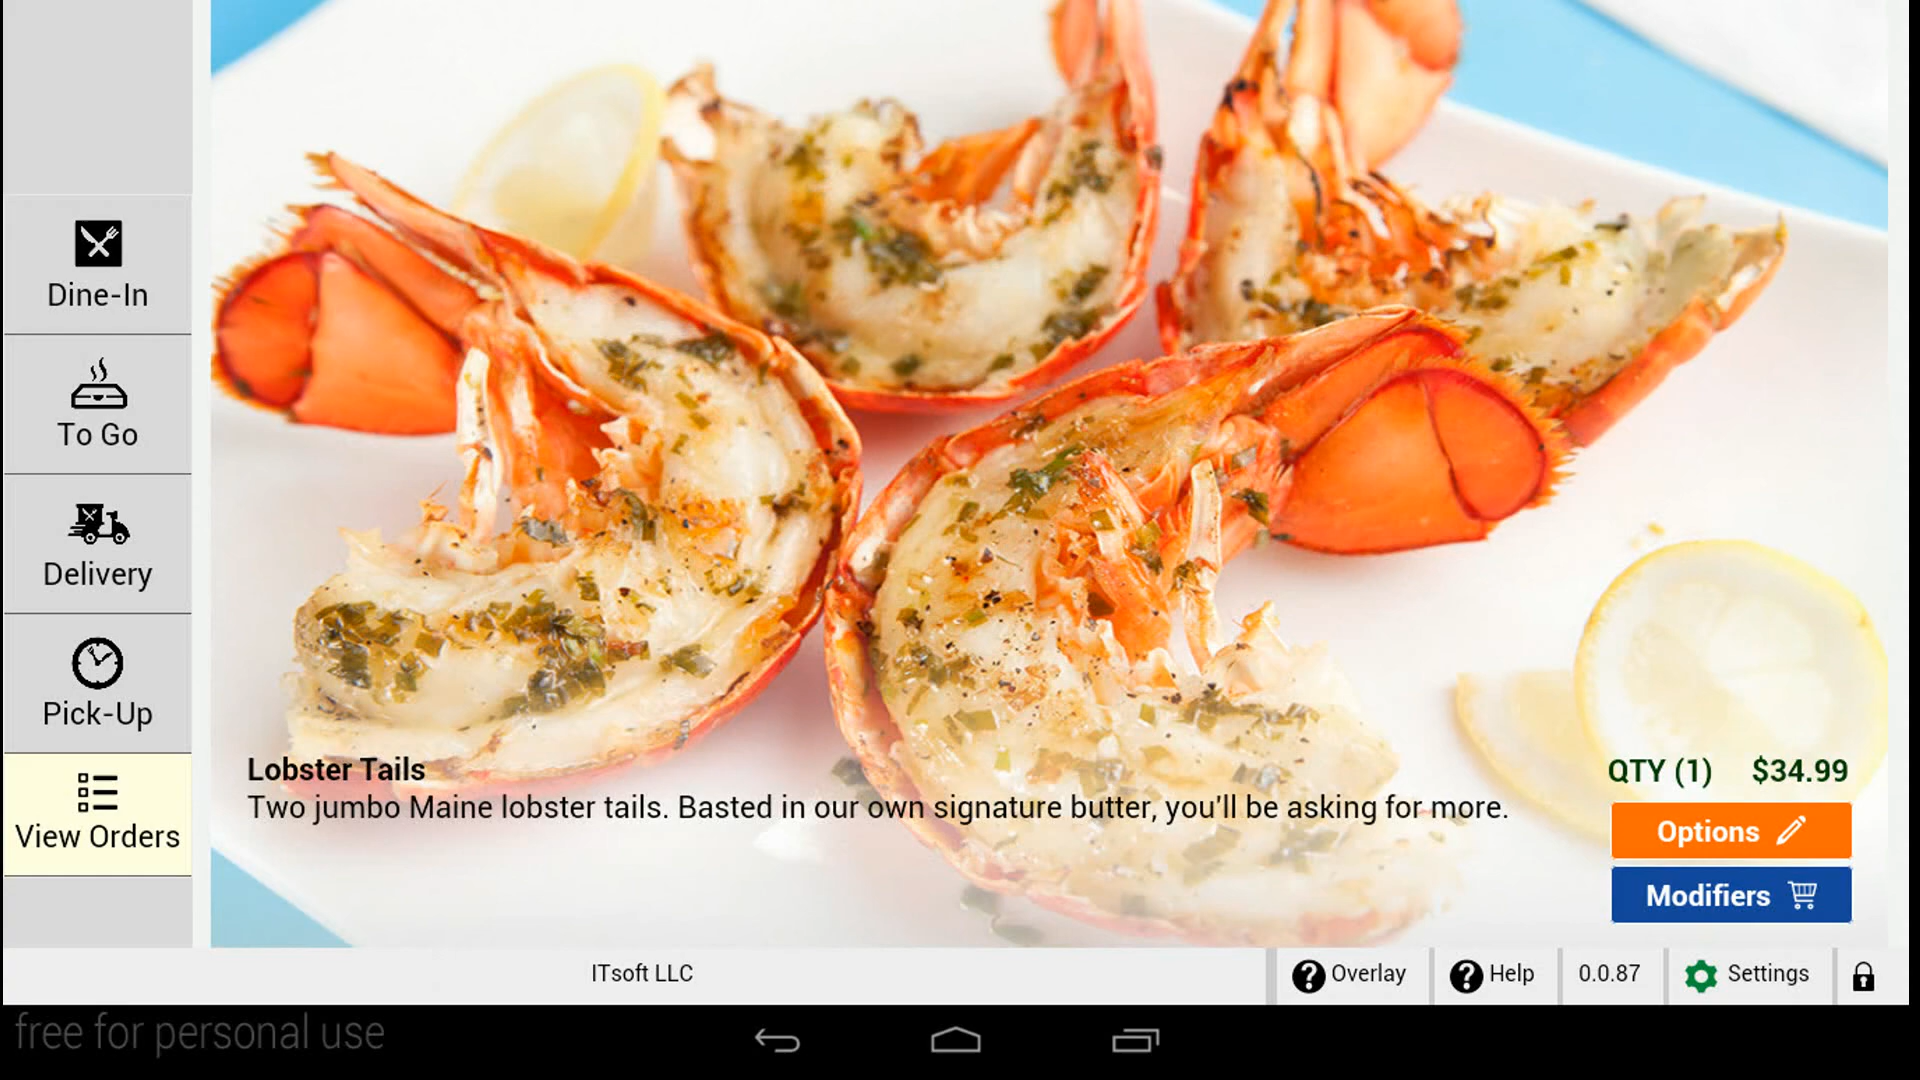 Dine-In
To Go
Delivery
Pick-Up
View Orders
Lobster Tails
Two jumbo Maine lobster tails. Basted in our own signature butter, you'll be asking for more.
QTY (1) $34.99
Options
Modifiers
ITsoft LLC
? Overlay
? Help
0.0.87
Settings
free for personal use